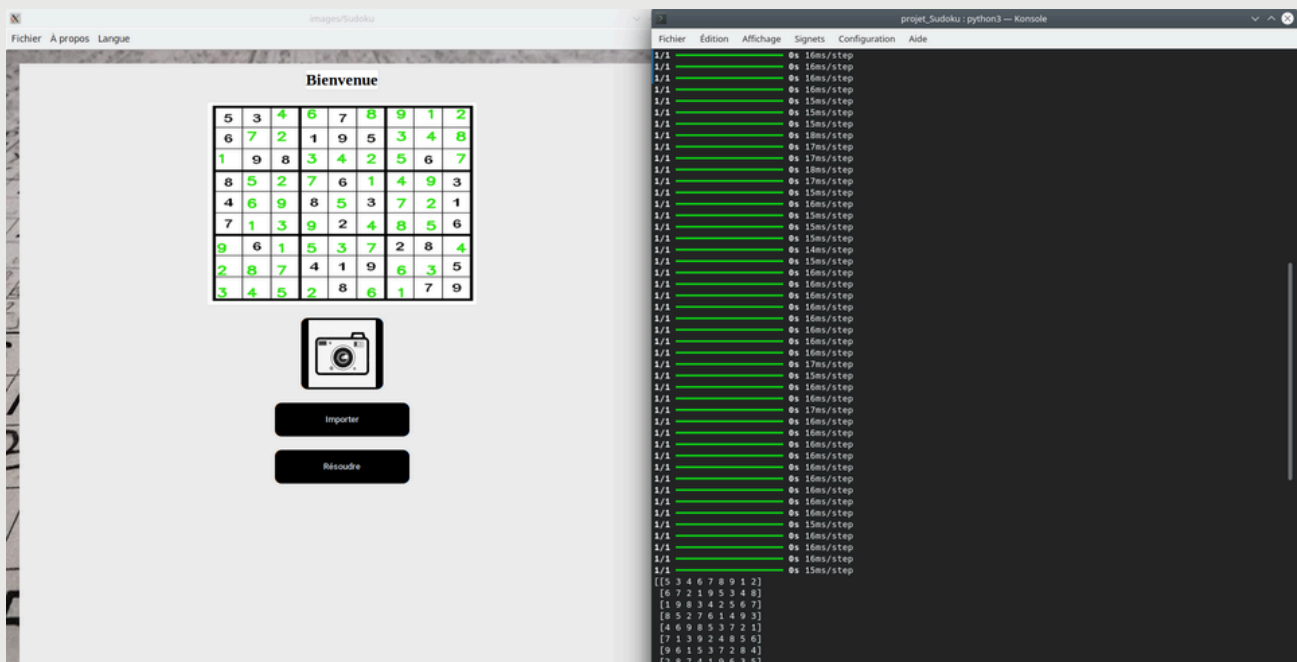 images/Sudoku
Fichier À propos Langue
Bienvenue
5 3 4 6 7 8 9 1 2
6 7 2 1 9 5 3 4 8
1 9 8 3 4 2 5 6 7
8 5 2 7 6 1 4 9 3
4 6 9 8 5 3 7 2 1
7 1 3 9 2 4 8 5 6
9 6 1 5 3 7 2 8 4
2 8 7 4 1 9 6 3 5
3 4 5 2 8 6 1 7 9
Importer
Résoudre
projet_Sudoku : python3 — Konsole
Fichier Édition Affichage Signets Configuration Aide
1/1 0s 16ms/step
1/1 0s 16ms/step
1/1 0s 16ms/step
1/1 0s 16ms/step
1/1 0s 15ms/step
1/1 0s 15ms/step
1/1 0s 15ms/step
1/1 0s 18ms/step
1/1 0s 17ms/step
1/1 0s 17ms/step
1/1 0s 18ms/step
1/1 0s 17ms/step
1/1 0s 15ms/step
1/1 0s 16ms/step
1/1 0s 15ms/step
1/1 0s 15ms/step
1/1 0s 15ms/step
1/1 0s 14ms/step
1/1 0s 15ms/step
1/1 0s 16ms/step
1/1 0s 16ms/step
1/1 0s 16ms/step
1/1 0s 16ms/step
1/1 0s 16ms/step
1/1 0s 16ms/step
1/1 0s 16ms/step
1/1 0s 16ms/step
1/1 0s 17ms/step
1/1 0s 15ms/step
1/1 0s 16ms/step
1/1 0s 16ms/step
1/1 0s 17ms/step
1/1 0s 16ms/step
1/1 0s 16ms/step
1/1 0s 16ms/step
1/1 0s 16ms/step
1/1 0s 16ms/step
1/1 0s 16ms/step
1/1 0s 16ms/step
1/1 0s 16ms/step
1/1 0s 16ms/step
1/1 0s 15ms/step
1/1 0s 16ms/step
1/1 0s 16ms/step
1/1 0s 16ms/step
1/1 0s 15ms/step
[[5 3 4 6 7 8 9 1 2]
[6 7 2 1 9 5 3 4 8]
[1 9 8 3 4 2 5 6 7]
[8 5 2 7 6 1 4 9 3]
[4 6 9 8 5 3 7 2 1]
[7 1 3 9 2 4 8 5 6]
[9 6 1 5 3 7 2 8 4]
[2 8 7 4 1 9 6 3 5]